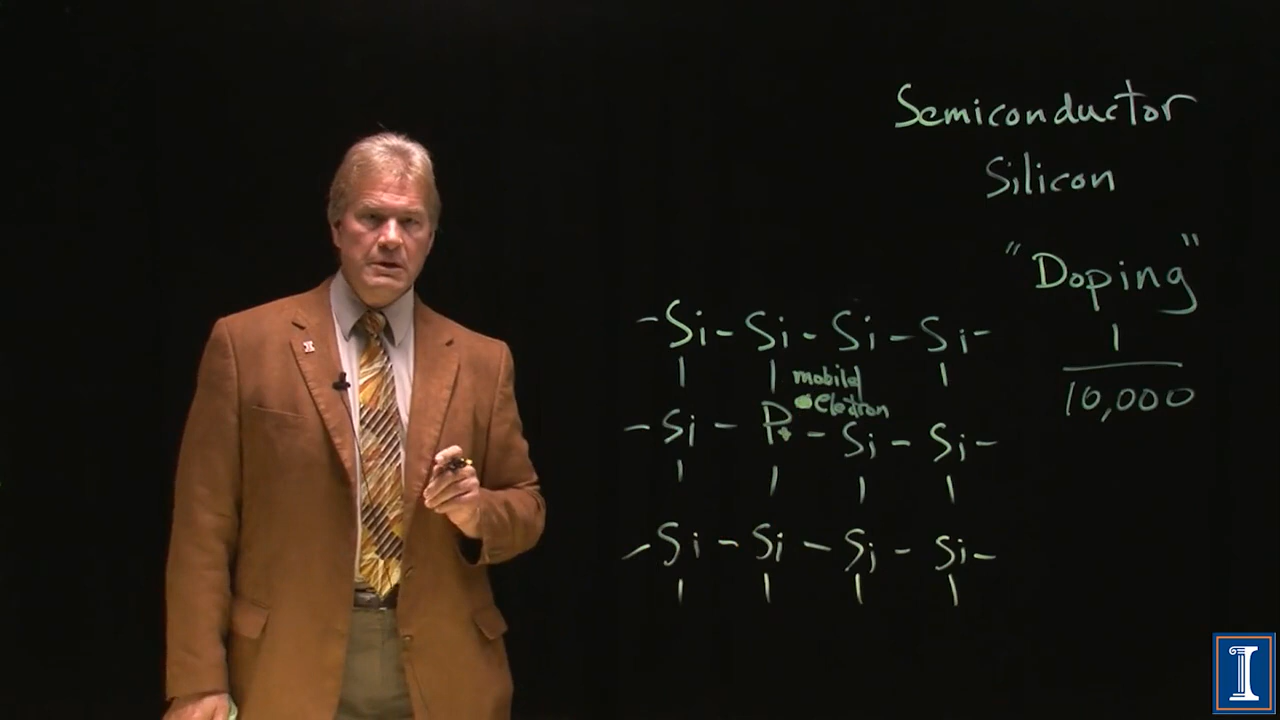 Semiconductor
Silicon
"Doping"
1
10,000
-Si-Si-Si-Si-
mobile
electron
-Si-P+-Si-Si-
-Si-Si-Si-Si-
I